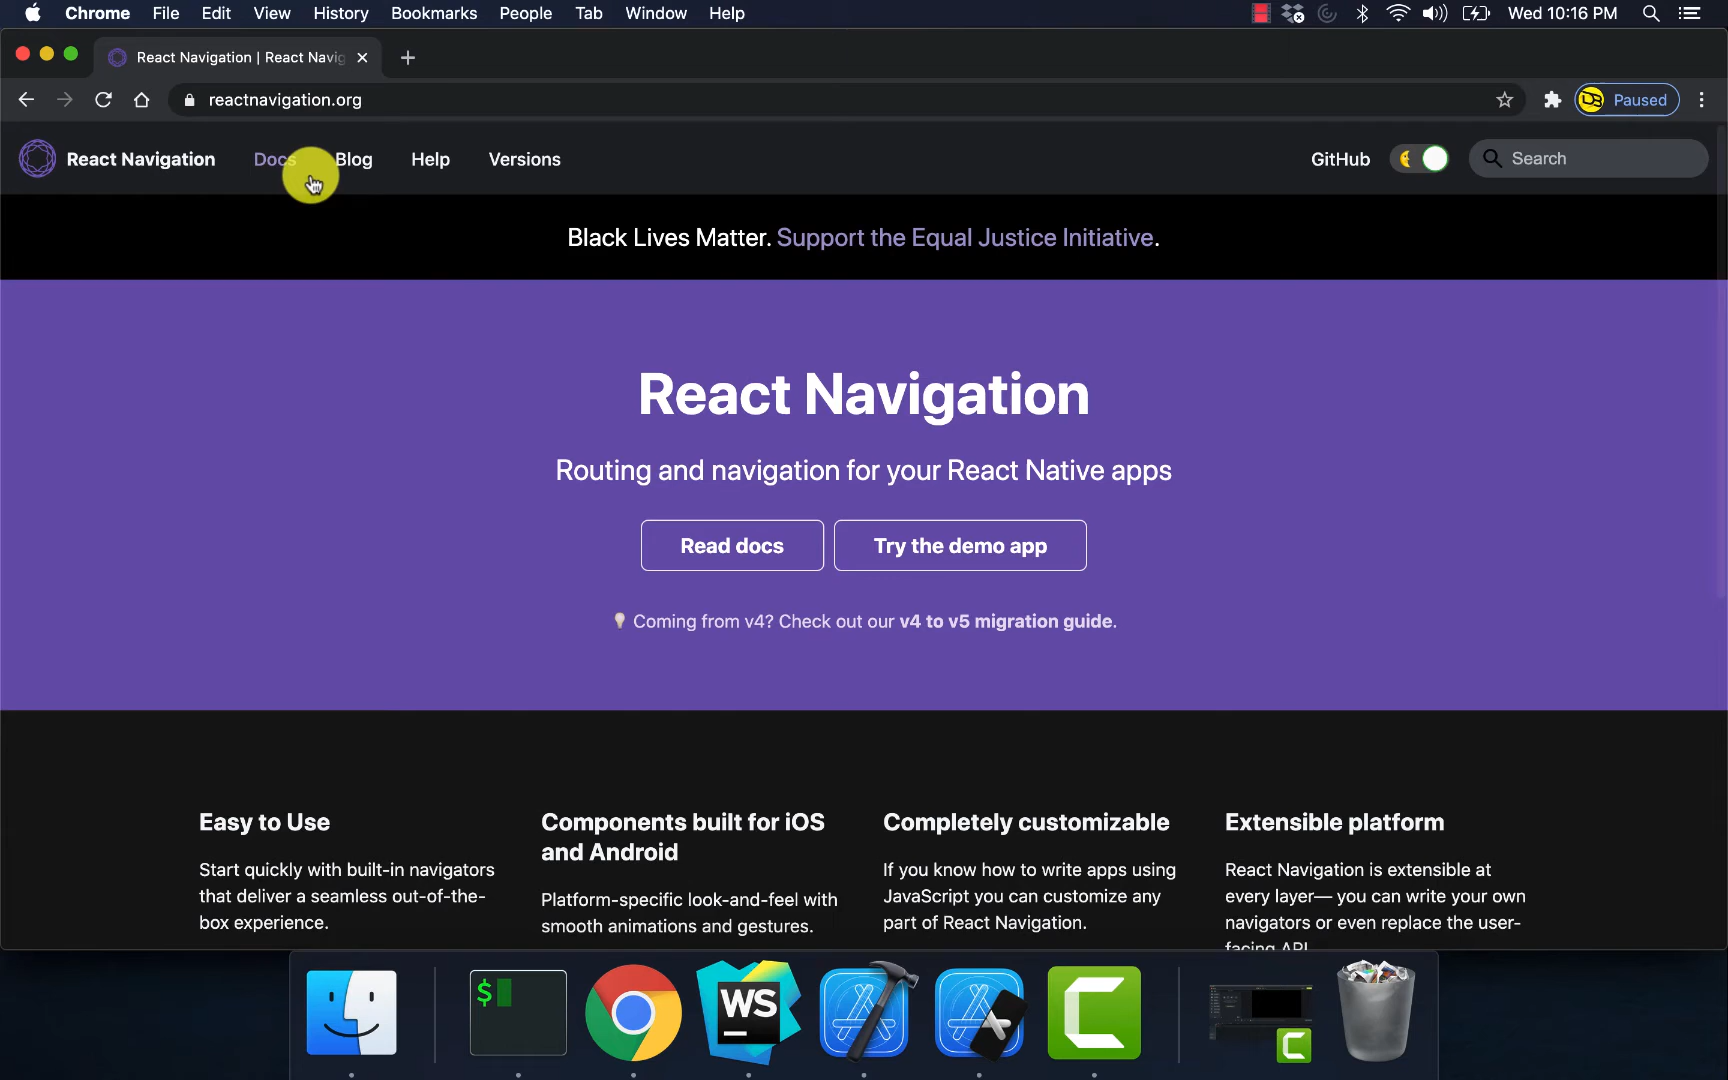 Chrome File Edit View History Bookmarks People Tab Window Help Wed 10:16 PM
React Navigation | React Navig
reactnavigation.org Paused
React Navigation Docs Blog Help Versions GitHub Search
Black Lives Matter. Support the Equal Justice Initiative.
React Navigation
Routing and navigation for your React Native apps
Read docs Try the demo app
Coming from v4? Check out our v4 to v5 migration guide.
Easy to Use
Start quickly with built-in navigators
that deliver a seamless out-of-the-
box experience.
Components built for iOS
and Android
Platform-specific look-and-feel with
smooth animations and gestures.
Completely customizable
If you know how to write apps using
JavaScript you can customize any
part of React Navigation.
Extensible platform
React Navigation is extensible at
every layer— you can write your own
navigators or even replace the user-
facing API.
$
WS